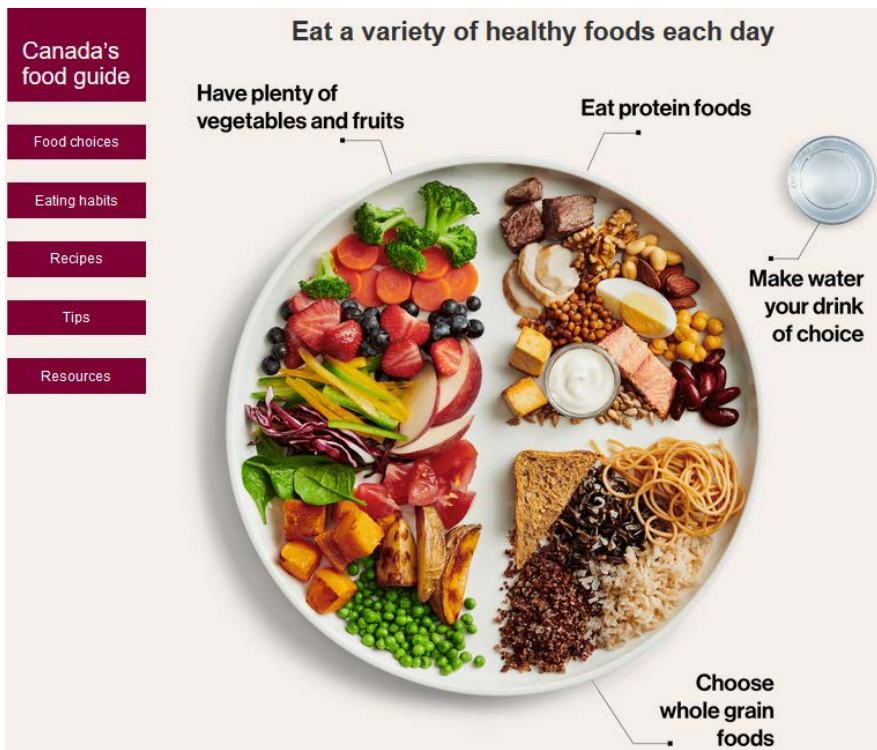 Canada's
food guide
Food choices
Eating habits
Recipes
Tips
Resources
Eat a variety of healthy foods each day
Have plenty of
vegetables and fruits
Eat protein foods
Make water
your drink
of choice
Choose
whole grain
foods